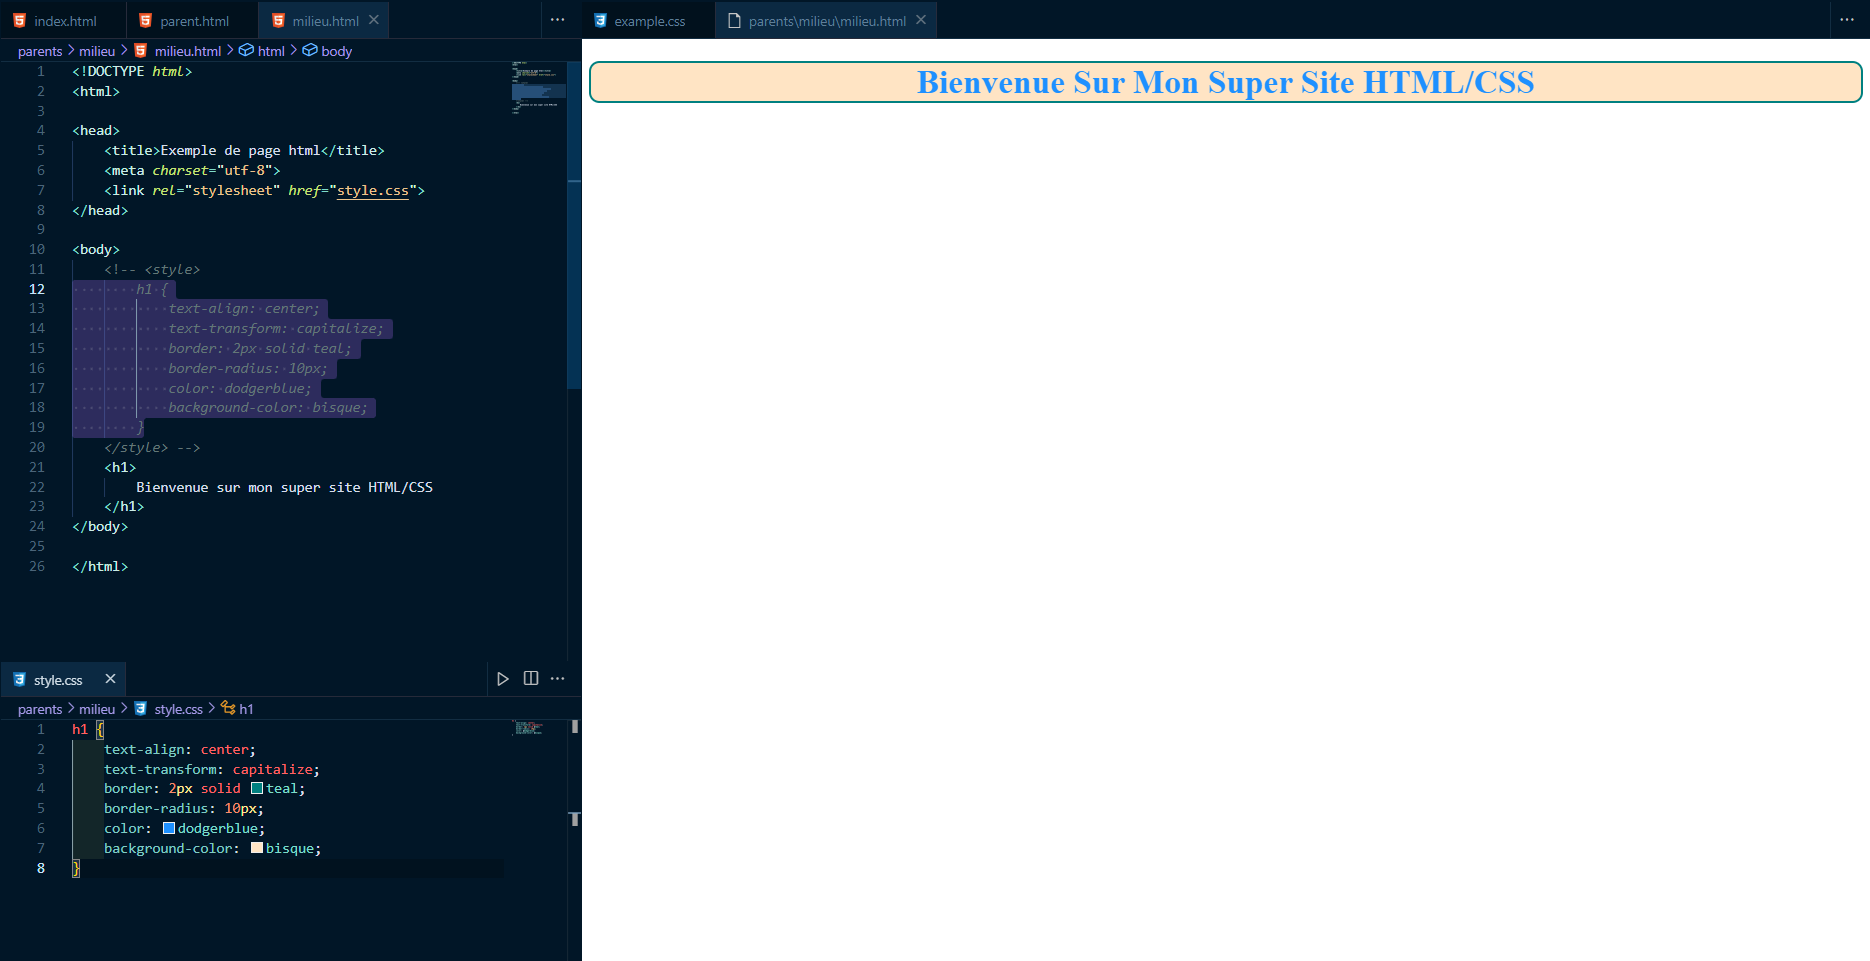 index.html parent.html milieu.html
parents > milieu > milieu.html > html > body
1 <!DOCTYPE html>
2 <html>
3
4 <head>
5 <title>Exemple de page html</title>
6 <meta charset="utf-8">
7 <link rel="stylesheet" href="style.css">
8 </head>
9
10 <body>
11 <!-- <style>
12 h1 {
13 text-align: center;
14 text-transform: capitalize;
15 border: 2px solid teal;
16 border-radius: 10px;
17 color: dodgerblue;
18 background-color: bisque;
19 }
20 </style> -->
21 <h1>
22 Bienvenue sur mon super site HTML/CSS
23 </h1>
24 </body>
25
26 </html>
style.css
parents > milieu > style.css > h1
1 h1 {
2 text-align: center;
3 text-transform: capitalize;
4 border: 2px solid teal;
5 border-radius: 10px;
6 color: dodgerblue;
7 background-color: bisque;
8 }
example.css parents\milieu\milieu.html
Bienvenue Sur Mon Super Site HTML/CSS